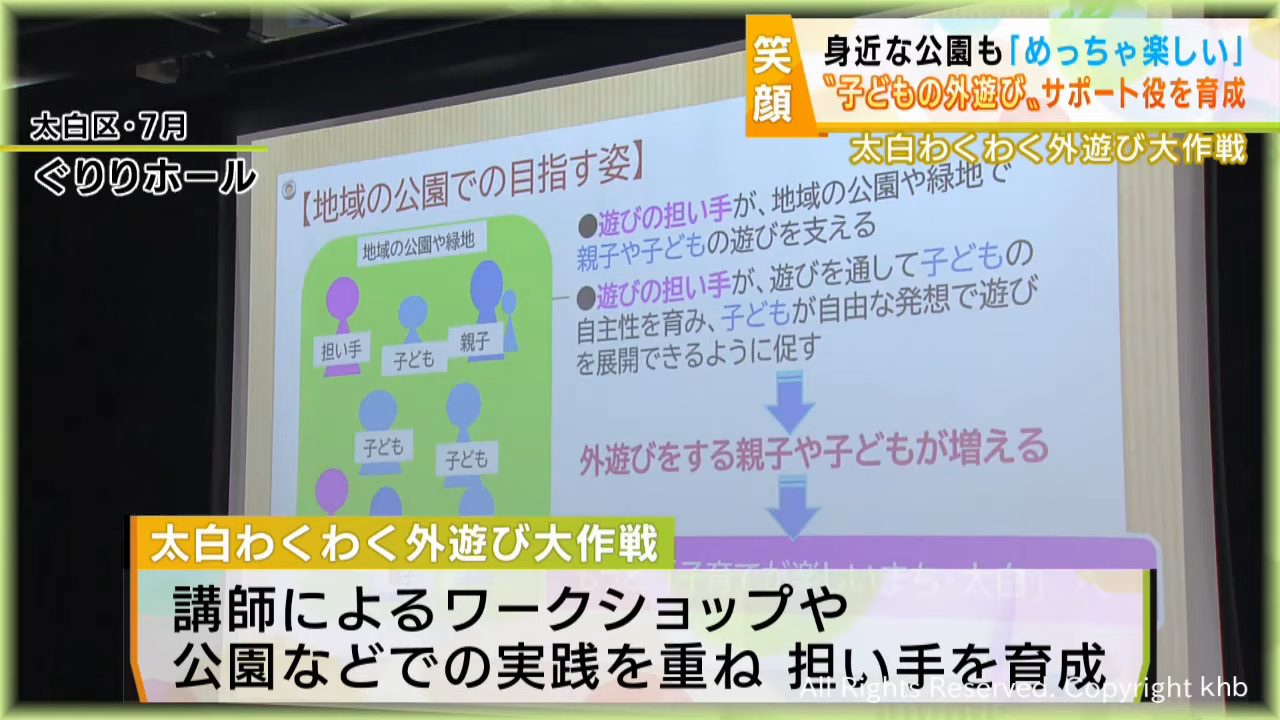 笑顔
身近な公園も「めっちゃ楽しい」
〝子どもの外遊び〟サポート役を育成
太白わくわく外遊び大作戦
太白区・7月
ぐりりホール
【地域の公園での目指す姿】
地域の公園や緑地
担い手
子ども
親子
子ども
子ども
●遊びの担い手が、地域の公園や緑地で
親子や子どもの遊びを支える
●遊びの担い手が、遊びを通して子どもの
自主性を育み、子どもが自由な発想で遊び
を展開できるように促す
外遊びをする親子や子どもが増える
「子育てが楽しいまち・太白」
太白わくわく外遊び大作戦
講師によるワークショップや
公園などでの実践を重ね 担い手を育成
All Rights Reserved. Copyright khb